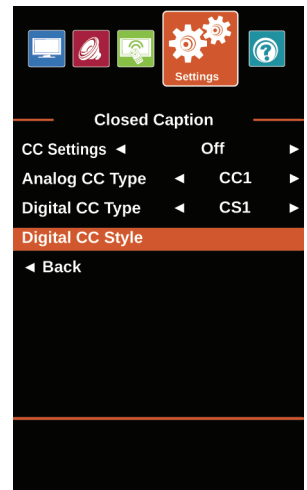 Settings
Closed Caption
CC Settings ◄ Off ►
Analog CC Type ◄ CC1 ►
Digital CC Type ◄ CS1 ►
Digital CC Style
◄ Back